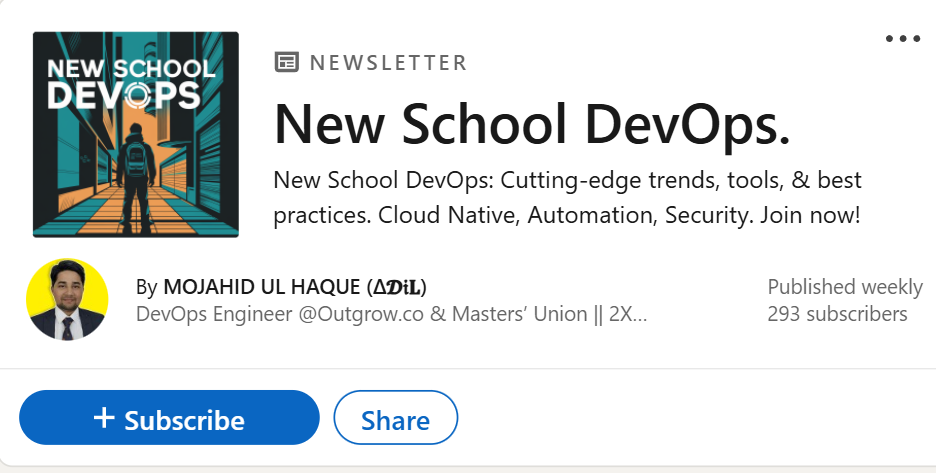 NEW SCHOOL
DEVOPS
NEWSLETTER
New School DevOps.
New School DevOps: Cutting-edge trends, tools, & best
practices. Cloud Native, Automation, Security. Join now!
By MOJAHID UL HAQUE (Δ𝓓𝖎𝐋)
DevOps Engineer @Outgrow.co & Masters’ Union || 2X...
Published weekly
293 subscribers
+ Subscribe
Share